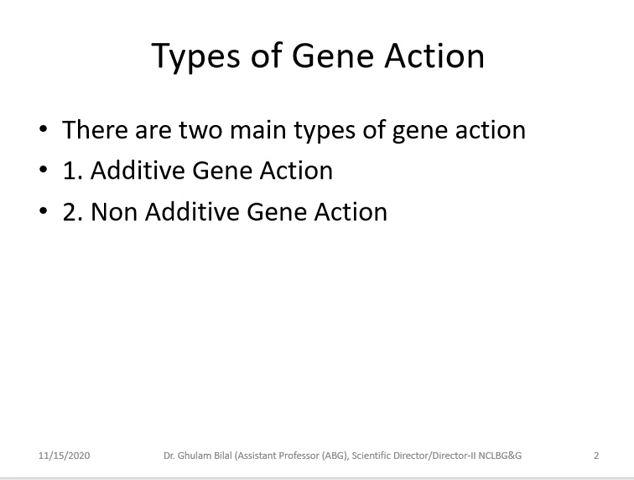 Types of Gene Action
• There are two main types of gene action
• 1. Additive Gene Action
• 2. Non Additive Gene Action
11/15/2020
Dr. Ghulam Bilal (Assistant Professor (ABG), Scientific Director/Director-II NCLBG&G
2